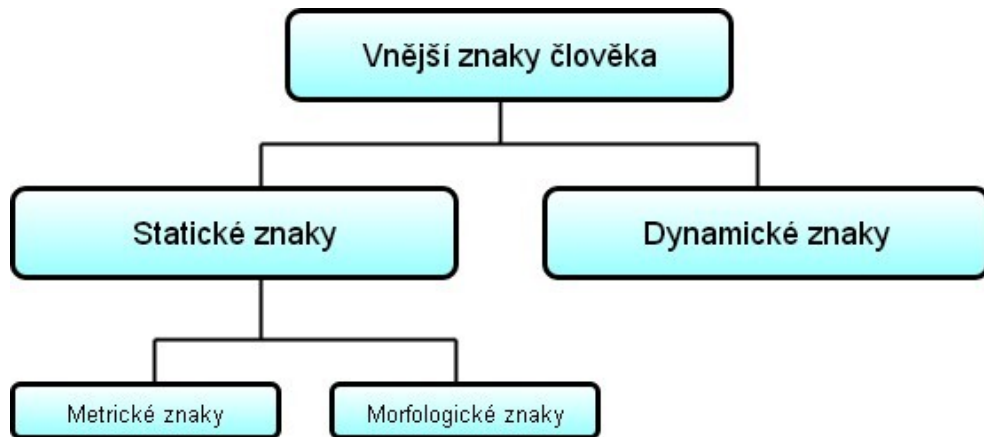 Vnější znaky člověka
Statické znaky
Dynamické znaky
Metrické znaky
Morfologické znaky